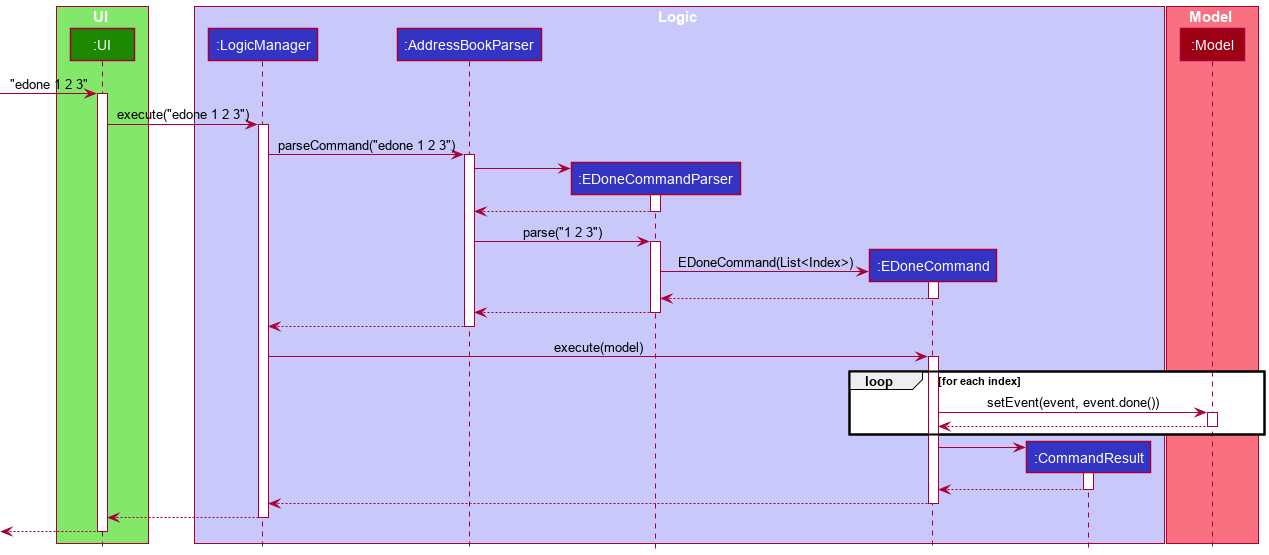 UI
Logic
Model
:UI
:LogicManager
:AddressBookParser
:Model
"edone 1 2 3"
execute("edone 1 2 3")
parseCommand("edone 1 2 3")
:EDoneCommandParser
parse("1 2 3")
EDoneCommand(List<Index>)
:EDoneCommand
execute(model)
loop
[for each index]
setEvent(event, event.done())
:CommandResult